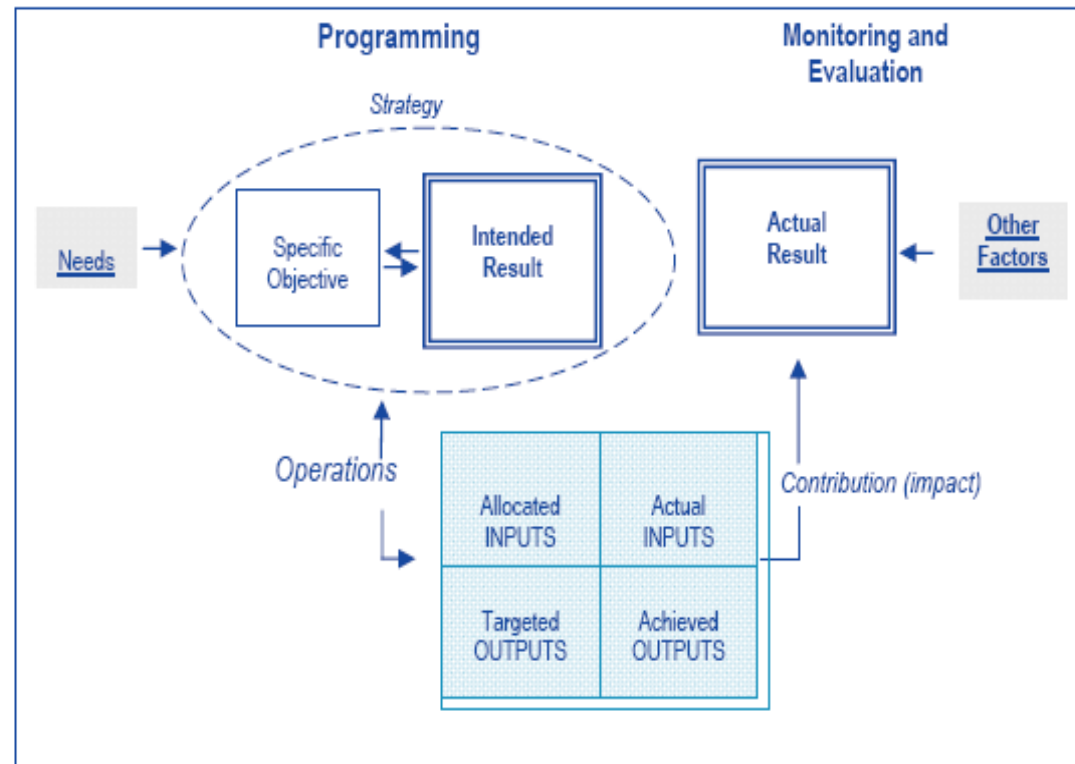 Programming
Monitoring and
Evaluation
Strategy
Needs
Specific
Objective
Intended
Result
Actual
Result
Other
Factors
Operations
Contribution (impact)
Allocated
INPUTS
Actual
INPUTS
Targeted
OUTPUTS
Achieved
OUTPUTS